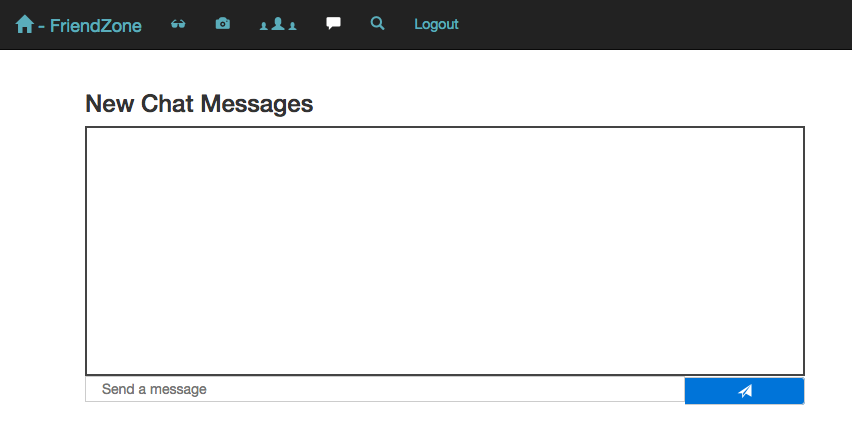 - FriendZone Logout
New Chat Messages
Send a message